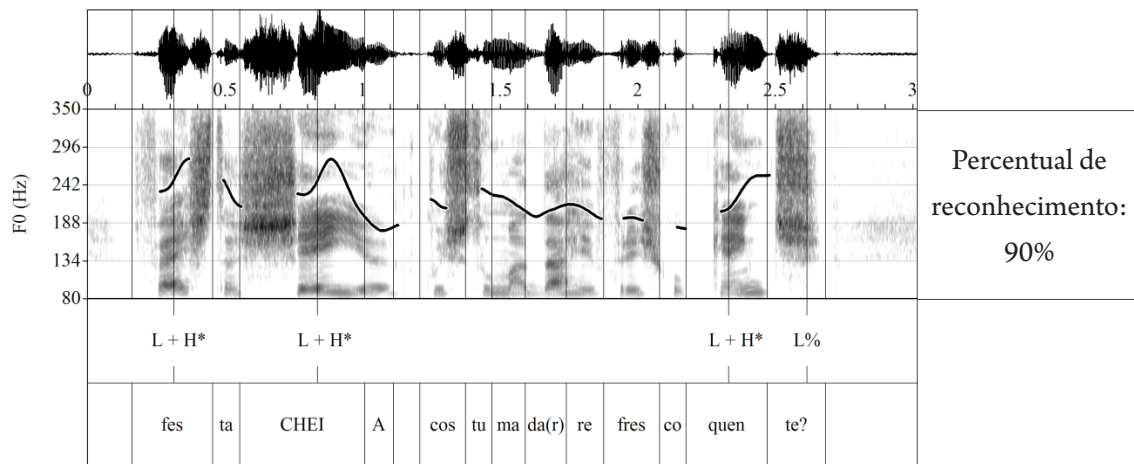 0 0.5 1 1.5 2 2.5 3
350
296
242
188
134
80
F0 (Hz)
Percentual de
reconhecimento:
90%
L + H* L + H* L + H* L%
fes ta CHEI A cos tu ma da(r) re fres co quen te?